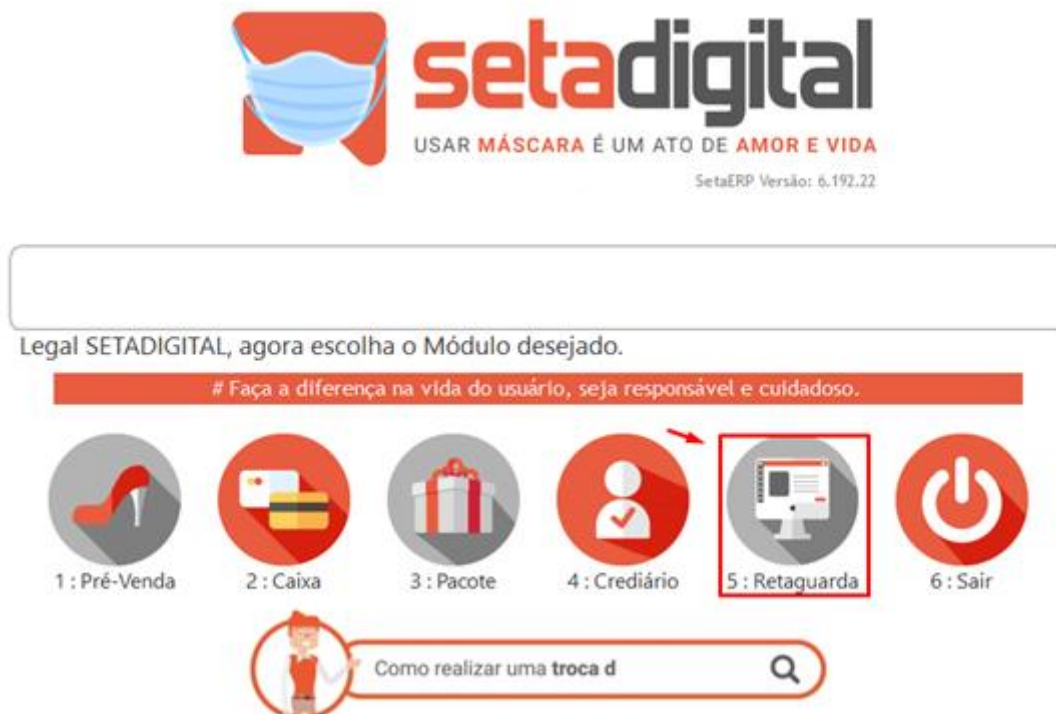 setadigital
USAR MÁSCARA É UM ATO DE AMOR E VIDA
SetaERP Versão: 6.192.22
Legal SETADIGITAL, agora escolha o Módulo desejado.
# Faça a diferença na vida do usuário, seja responsável e cuidadoso.
1 : Pré-Venda
2 : Caixa
3 : Pacote
4 : Crediário
5 : Retaguarda
6 : Sair
Como realizar uma troca d